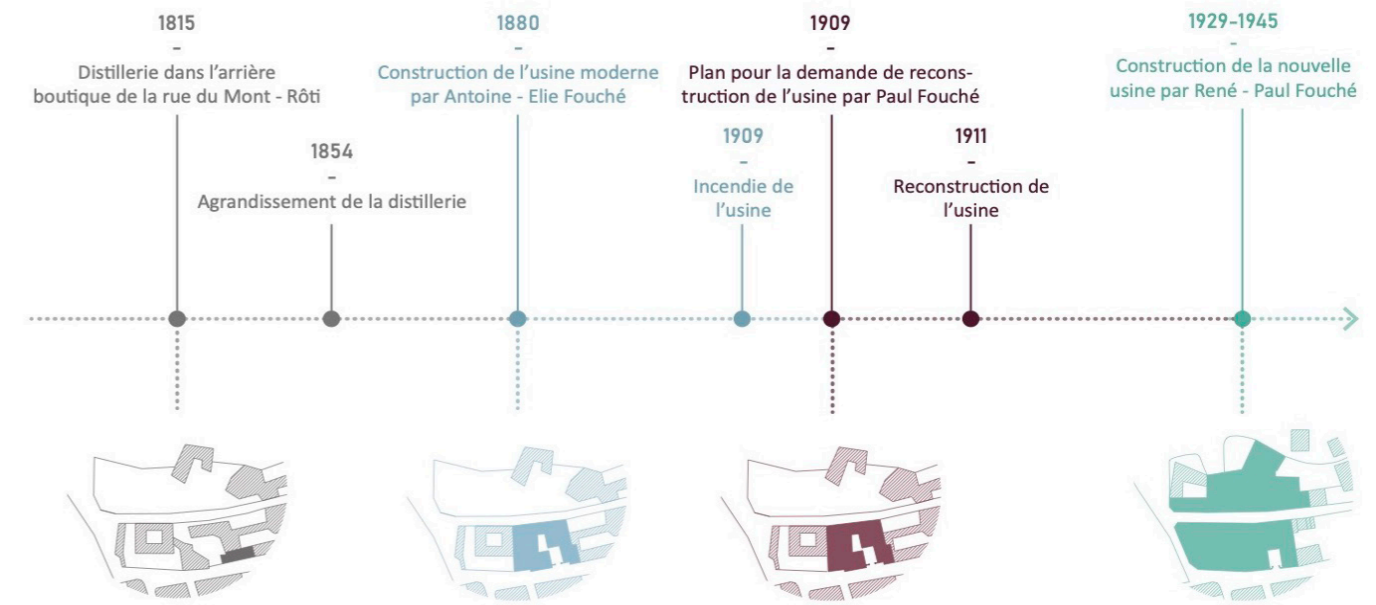 1815
-
Distillerie dans l'arrière
boutique de la rue du Mont - Rôti
1854
-
Agrandissement de la distillerie
1880
-
Construction de l'usine moderne
par Antoine - Elie Fouché
1909
-
Incendie de
l'usine
1909
-
Plan pour la demande de recons-
truction de l'usine par Paul Fouché
1911
-
Reconstruction de
l'usine
1929-1945
-
Construction de la nouvelle
usine par René - Paul Fouché